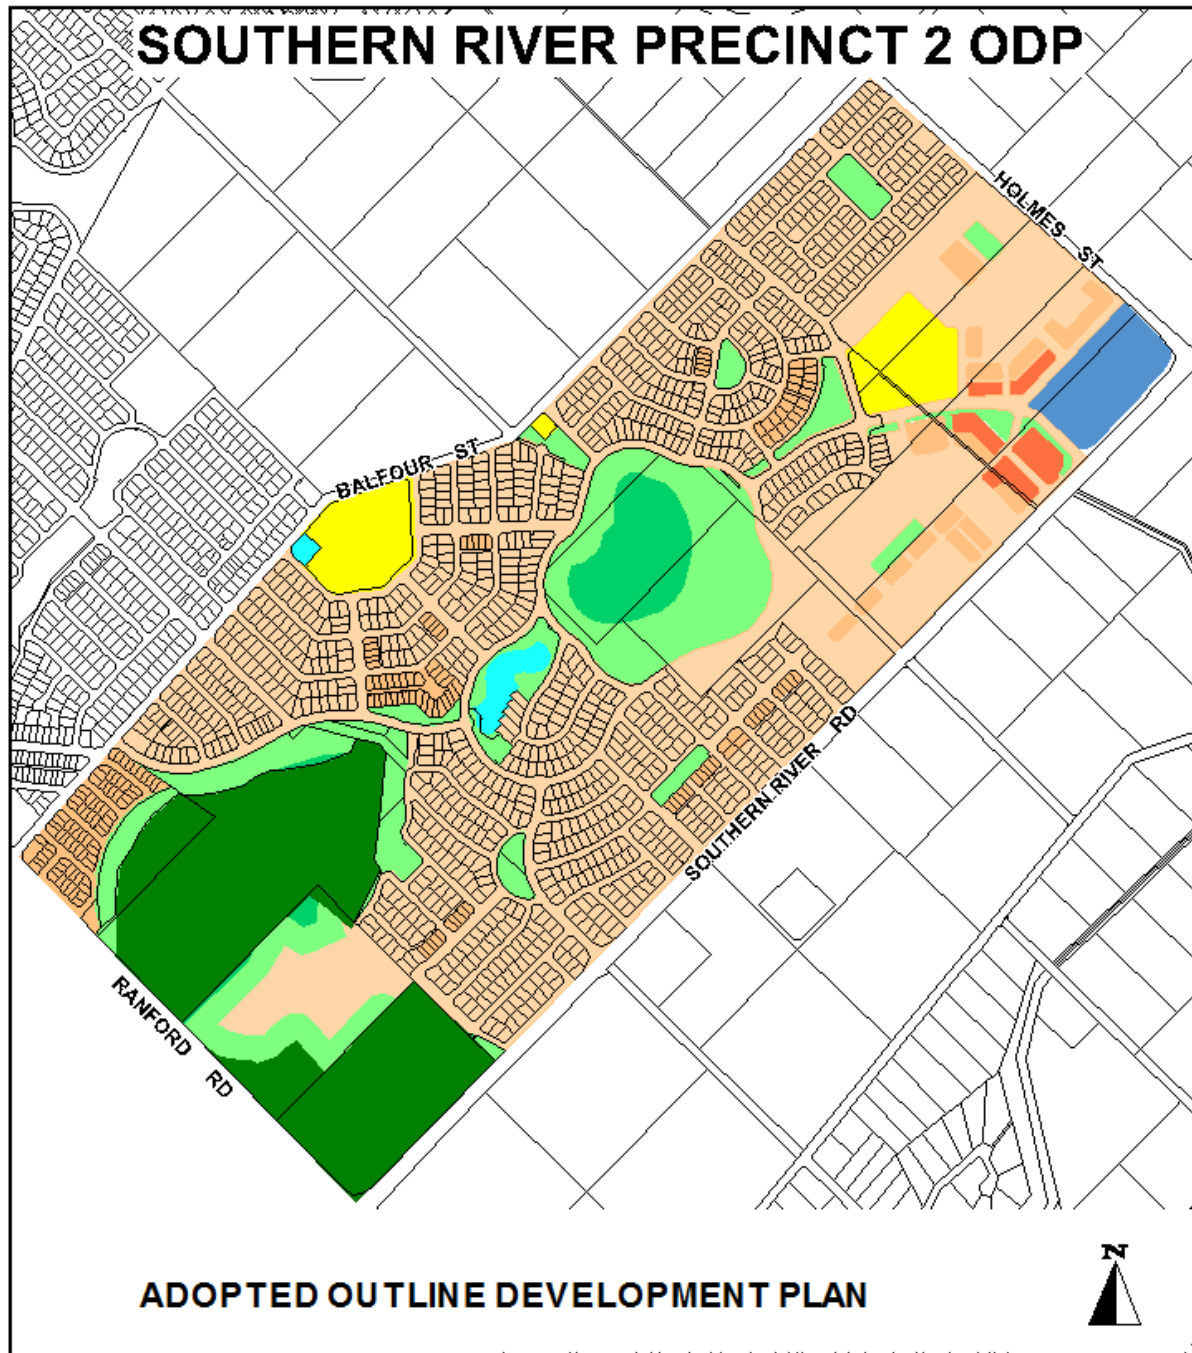 SOUTHERN RIVER PRECINCT 2 ODP
HOLMES ST
BALFOUR ST
SOUTHERN RIVER RD
RANFORD RD
N
ADOPTED OUTLINE DEVELOPMENT PLAN